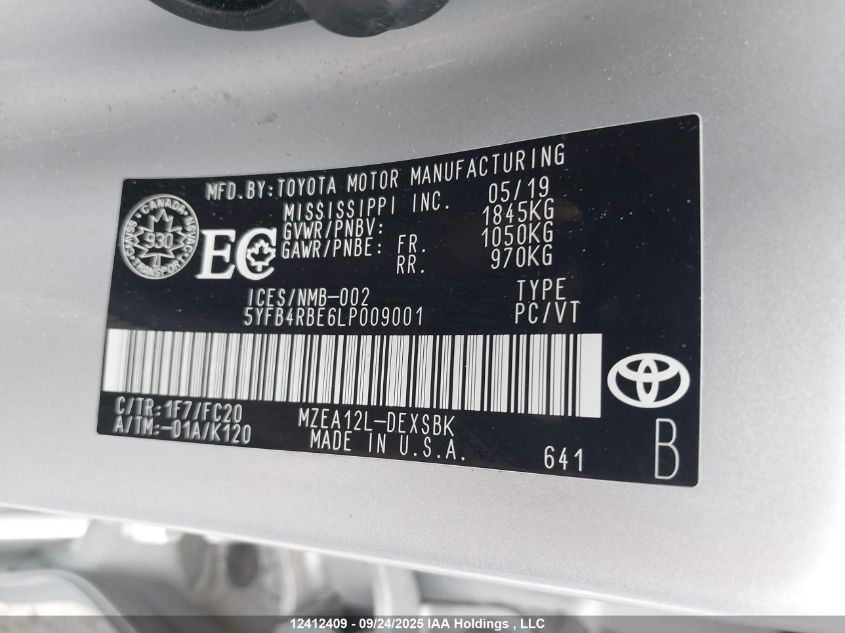 MFD. BY: TOYOTA MOTOR MANUFACTURING
MISSISSIPPI INC. 05/19
GVWR/PNBV: 1845KG
GAWR/PNBE: FR. 1050KG
RR. 970KG
CANADA
930
TRANSPORT
EC
ICES/NMB-002 TYPE
5YFB4RBE6LP009001 PC/VT
C/TR:1F7/FC20 MZEA12L-DEXSBK
A/TM:-01A/K120 MADE IN U.S.A.
641
B
12412409 - 09/24/2025 IAA Holdings , LLC